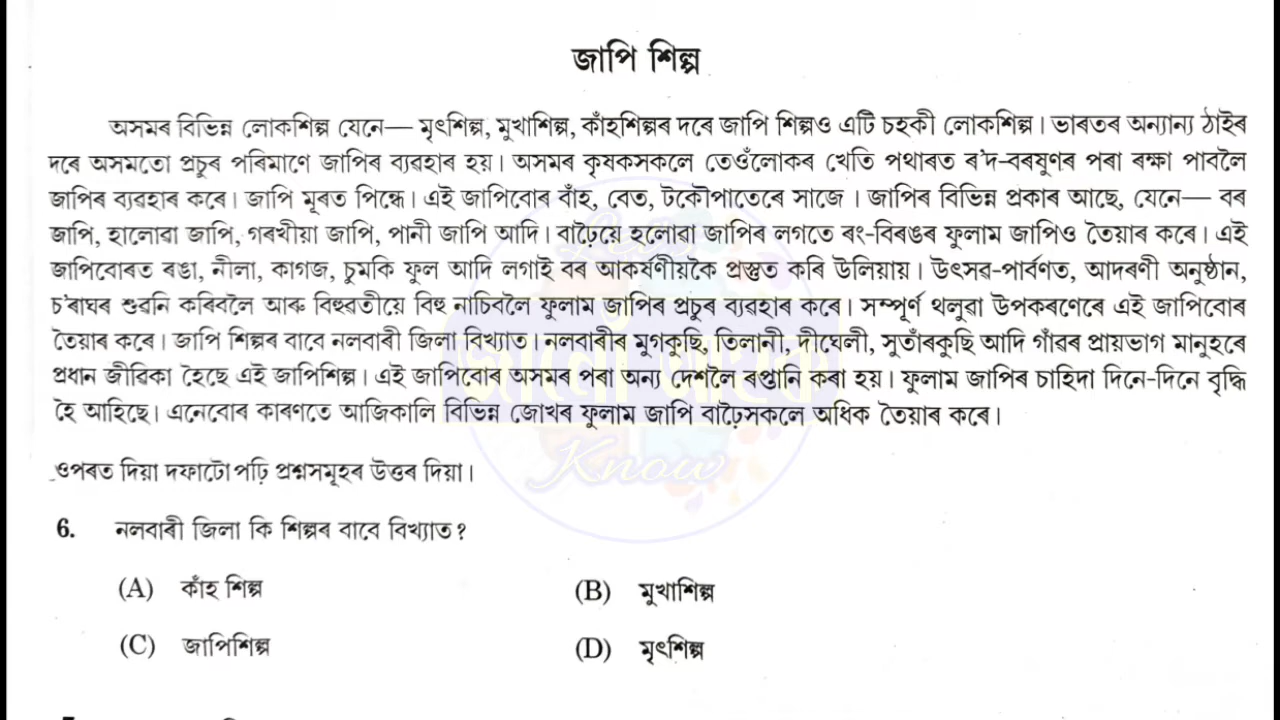 জাপি শিল্প
অসমৰ বিভিন্ন লোকশিল্প যেনে— মৃৎশিল্প, মুখাশিল্প, কাঁহশিল্পৰ দৰে জাপি শিল্পও এটি চহকী লোকশিল্প। ভাৰতৰ অন্যান্য ঠাইৰ
দৰে অসমতো প্ৰচুৰ পৰিমাণে জাপিৰ ব্যৱহাৰ হয়। অসমৰ কৃষকসকলে তেওঁলোকৰ খেতি পথাৰত ৰ'দ-বৰষুণৰ পৰা ৰক্ষা পাবলৈ
জাপিৰ ব্যৱহাৰ কৰে। জাপি মূৰত পিন্ধে। এই জাপিবোৰ বাঁহ, বেত, টকৌপাতেৰে সাজে । জাপিৰ বিভিন্ন প্ৰকাৰ আছে, যেনে— বৰ
জাপি, হালোৱা জাপি, গৰখীয়া জাপি, পানী জাপি আদি। বাঢ়ৈয়ে হলোৱা জাপিৰ লগতে ৰং-বিৰঙৰ ফুলাম জাপিও তৈয়াৰ কৰে। এই
জাপিবোৰত ৰঙা, নীলা, কাগজ, চুমকি ফুল আদি লগাই বৰ আকৰ্ষণীয়কৈ প্ৰস্তুত কৰি উলিয়ায়। উৎসৱ-পাৰ্বণত, আদৰণী অনুষ্ঠান,
চ'ৰাঘৰ শুৱনি কৰিবলৈ আৰু বিহুৱতীয়ে বিহু নাচিবলৈ ফুলাম জাপিৰ প্ৰচুৰ ব্যৱহাৰ কৰে। সম্পূৰ্ণ থলুৱা উপকৰণেৰে এই জাপিবোৰ
তৈয়াৰ কৰে। জাপি শিল্পৰ বাবে নলবাৰী জিলা বিখ্যাত। নলবাৰীৰ মুগকুছি, তিলানী, দীঘেলী, সুতাঁৰকুছি আদি গাঁৱৰ প্ৰায়ভাগ মানুহৰে
প্ৰধান জীৱিকা হৈছে এই জাপিশিল্প। এই জাপিবোৰ অসমৰ পৰা অন্য দেশলৈ ৰপ্তানি কৰা হয়। ফুলাম জাপিৰ চাহিদা দিনে-দিনে বৃদ্ধি
হৈ আহিছে। এনেবোৰ কাৰণতে আজিকালি বিভিন্ন জোখৰ ফুলাম জাপি বাঢ়ৈসকলে অধিক তৈয়াৰ কৰে।
ওপৰত দিয়া দফাটো পঢ়ি প্ৰশ্নসমূহৰ উত্তৰ দিয়া।
6. নলবাৰী জিলা কি শিল্পৰ বাবে বিখ্যাত?
(A) কাঁহ শিল্প (B) মুখাশিল্প
(C) জাপিশিল্প (D) মৃৎশিল্প
Know